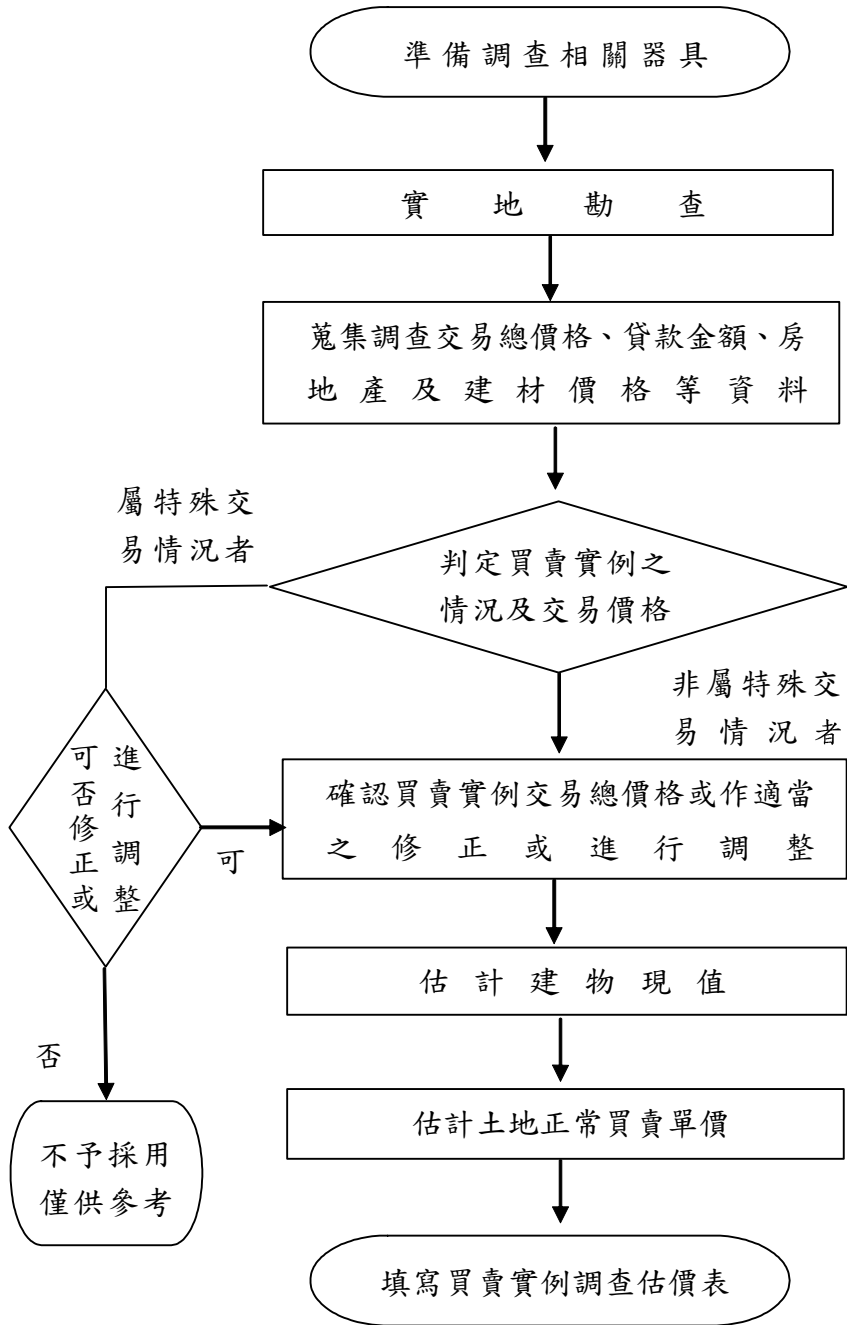 準備調查相關器具
實地勘查
蒐集調查交易總價格、貸款金額、房
地產及建材價格等資料
屬特殊交
易情況者
判定買賣實例之
情況及交易價格
非屬特殊交
易情況者
可否修正或
進行調整
可
確認買賣實例交易總價格或作適當
之修正或進行調整
估計建物現值
否
估計土地正常買賣單價
不予採用
僅供參考
填寫買賣實例調查估價表